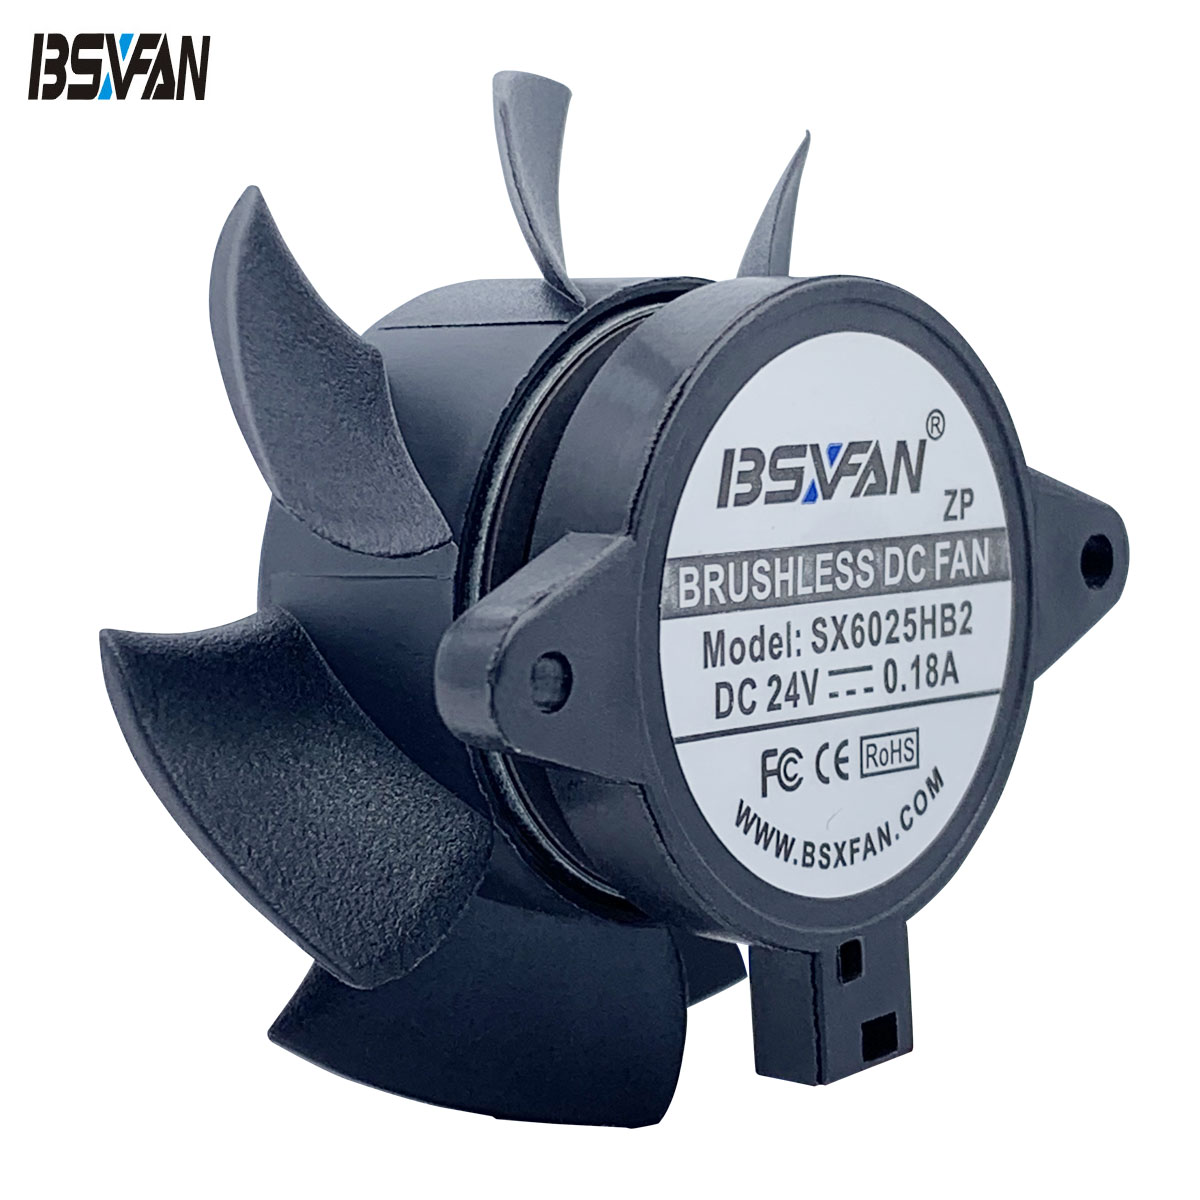 BSXFAN
BSXFAN®
ZP
BRUSHLESS DC FAN
Model: SX6025HB2
DC 24V 0.18A
FC CE RoHS
WWW.BSXFAN.COM